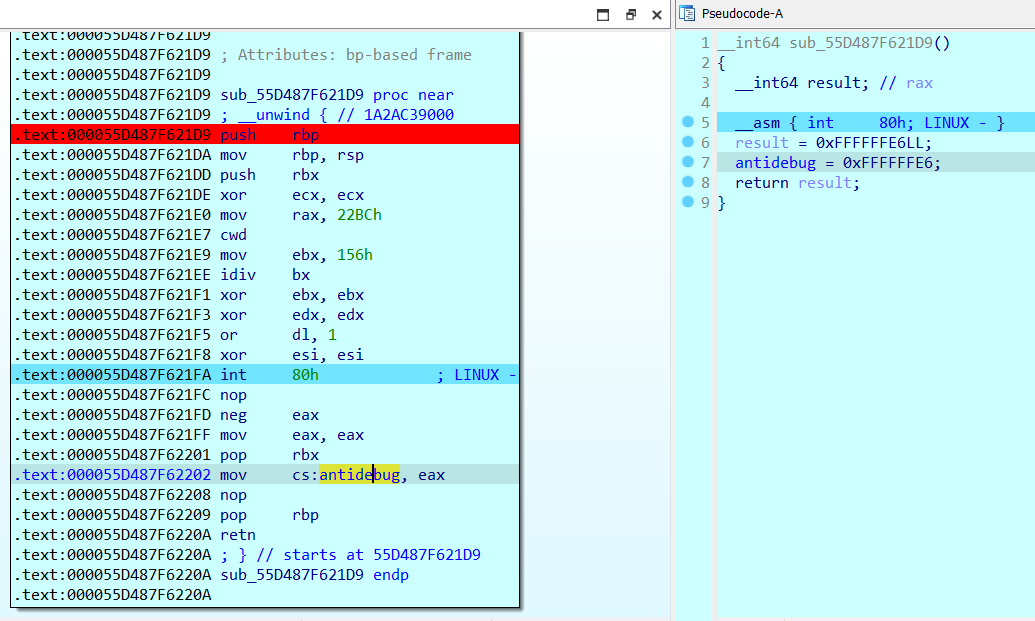 Pseudocode-A
.text:000055D487F621D9
.text:000055D487F621D9 ; Attributes: bp-based frame
.text:000055D487F621D9
.text:000055D487F621D9 sub_55D487F621D9 proc near
.text:000055D487F621D9 ; __unwind { // 1A2AC39000
.text:000055D487F621D9 push rbp
.text:000055D487F621DA mov rbp, rsp
.text:000055D487F621DD push rbx
.text:000055D487F621DE xor ecx, ecx
.text:000055D487F621E0 mov rax, 22BCh
.text:000055D487F621E7 cwd
.text:000055D487F621E9 mov ebx, 156h
.text:000055D487F621EE idiv bx
.text:000055D487F621F1 xor ebx, ebx
.text:000055D487F621F3 xor edx, edx
.text:000055D487F621F5 or dl, 1
.text:000055D487F621F8 xor esi, esi
.text:000055D487F621FA int 80h ; LINUX -
.text:000055D487F621FC nop
.text:000055D487F621FD neg eax
.text:000055D487F621FF mov eax, eax
.text:000055D487F62201 pop rbx
.text:000055D487F62202 mov cs:antidebug, eax
.text:000055D487F62208 nop
.text:000055D487F62209 pop rbp
.text:000055D487F6220A retn
.text:000055D487F6220A ; } // starts at 55D487F621D9
.text:000055D487F6220A sub_55D487F621D9 endp
.text:000055D487F6220A
1 __int64 sub_55D487F621D9()
2 {
3 __int64 result; // rax
4
5 __asm { int 80h; LINUX - }
6 result = 0xFFFFFFE6LL;
7 antidebug = 0xFFFFFFE6;
8 return result;
9 }